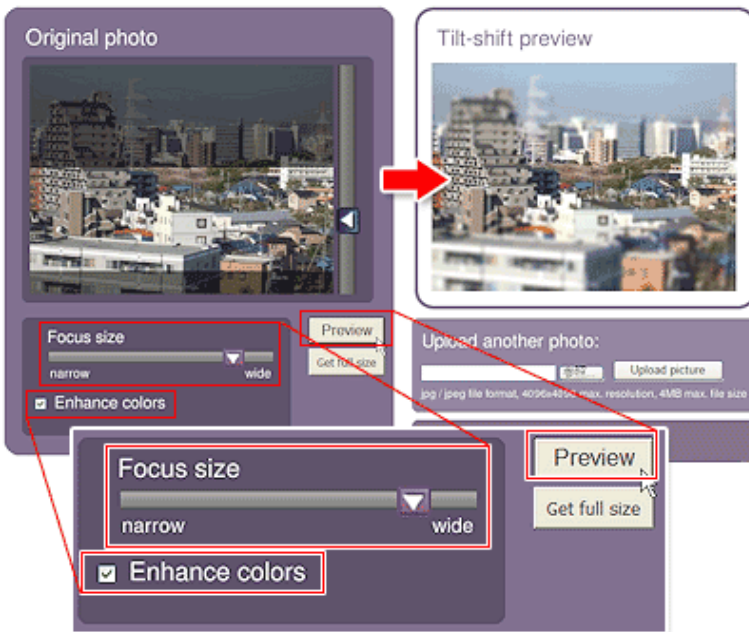 Original photo
Tilt-shift preview
Focus size
narrow
wide
Enhance colors
Preview
Get full size
Upload another photo:
Upload picture
jpg / jpeg file format, 4096x4096 max. resolution, 4MB max. file size
Focus size
narrow
wide
Enhance colors
Preview
Get full size